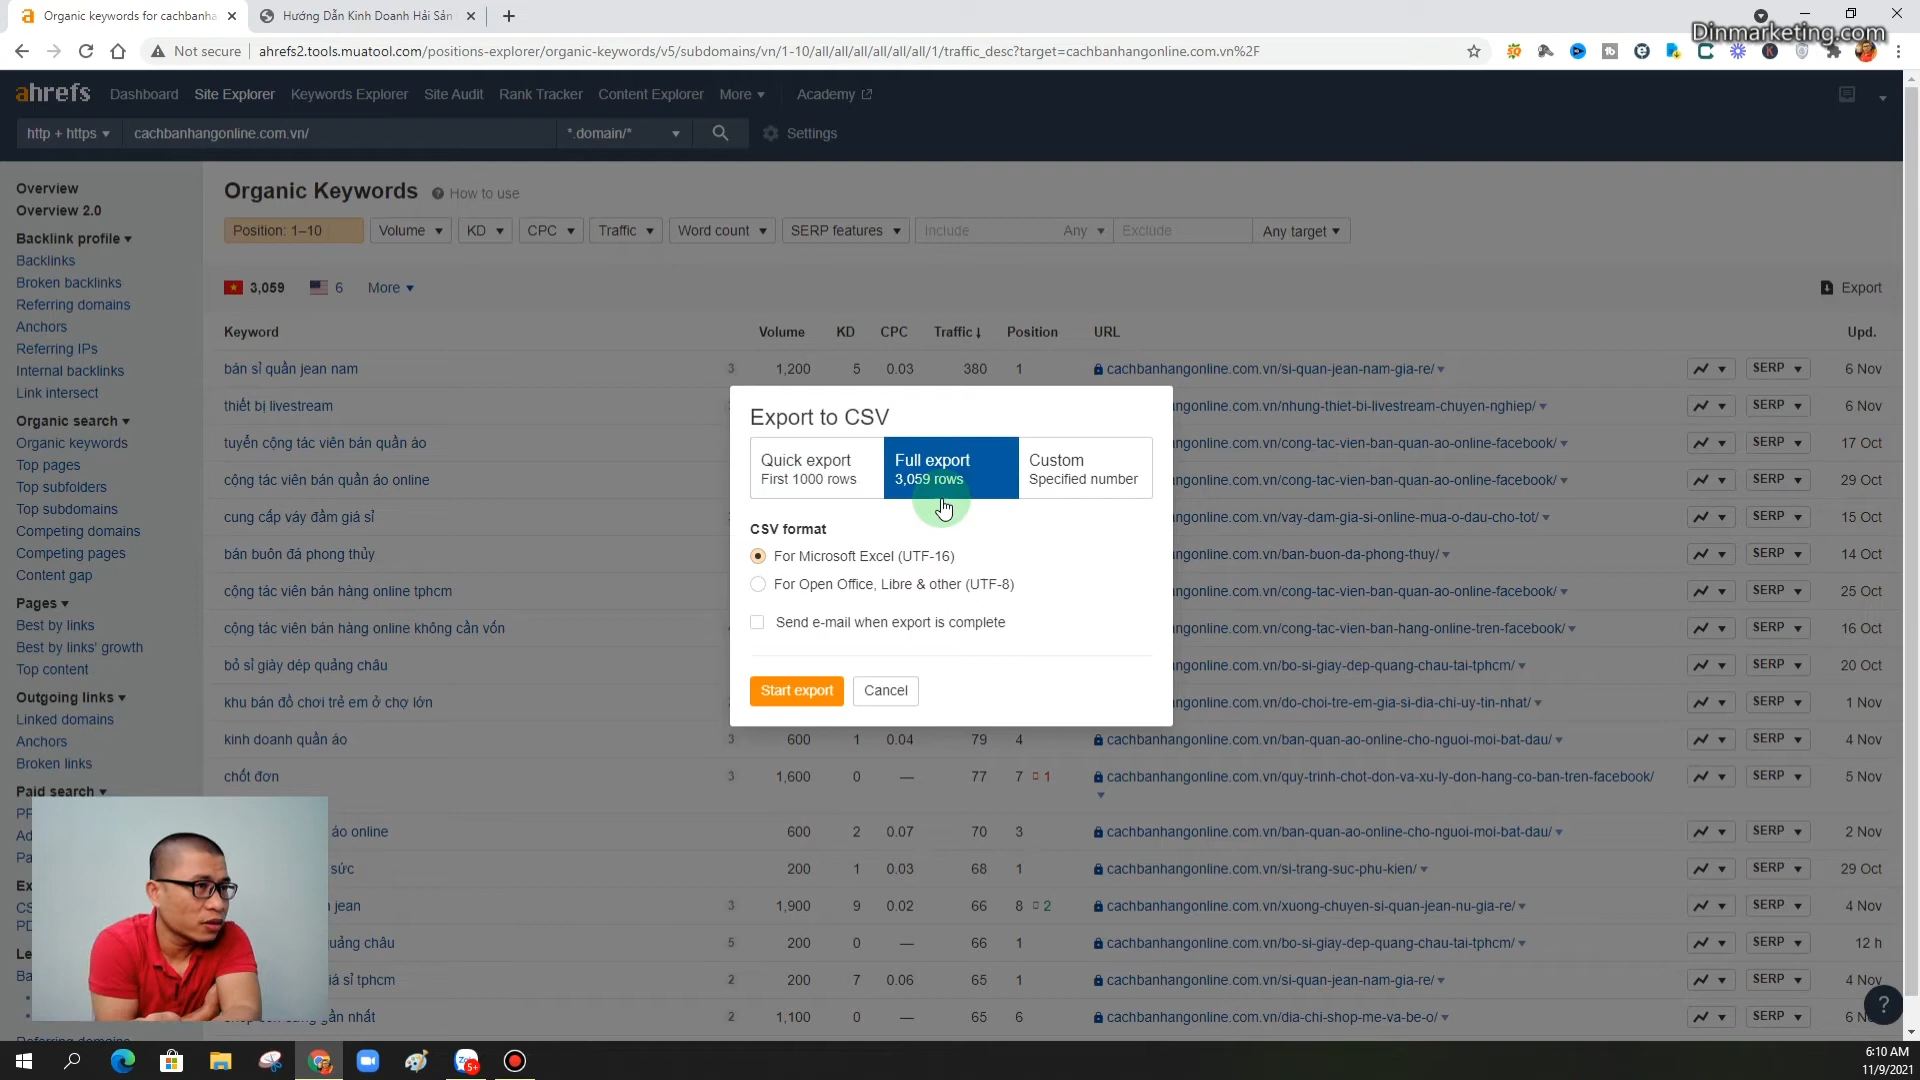 Organic keywords for cachbanha
Hướng Dẫn Kinh Doanh Hải Sản
Dinmarketing.com
Not secure
ahrefs2.tools.muatool.com/positions-explorer/organic-keywords/v5/subdomains/vn/1-10/all/all/all/all/all/all/1/traffic_desc?target=cachbanhangonline.com.vn%2F
ahrefs Dashboard Site Explorer Keywords Explorer Site Audit Rank Tracker Content Explorer More Academy
http + https cachbanhangonline.com.vn/ *.domain/* Settings
Overview
Overview 2.0
Backlink profile
Backlinks
Broken backlinks
Referring domains
Anchors
Referring IPs
Internal backlinks
Link intersect
Organic search
Organic keywords
Top pages
Top subfolders
Top subdomains
Competing domains
Competing pages
Content gap
Pages
Best by links
Best by links' growth
Top content
Outgoing links
Linked domains
Anchors
Broken links
Paid search
PP
Ad
Pa
Ex
CS
PD
Le
Ba
Organic Keywords How to use
Position: 1–10 Volume KD CPC Traffic Word count SERP features Include Any Exclude Any target
3,059 6 More Export
Keyword Volume KD CPC Traffic Position URL Upd.
bán sỉ quần jean nam 3 1,200 5 0.03 380 1 cachbanhangonline.com.vn/si-quan-jean-nam-gia-re/ SERP 6 Nov
thiết bị livestream angonline.com.vn/nhung-thiet-bi-livestream-chuyen-nghiep/ SERP 6 Nov
tuyển cộng tác viên bán quần áo angonline.com.vn/cong-tac-vien-ban-quan-ao-online-facebook/ SERP 17 Oct
cộng tác viên bán quần áo online angonline.com.vn/cong-tac-vien-ban-quan-ao-online-facebook/ SERP 29 Oct
cung cấp váy đầm giá sỉ angonline.com.vn/vay-dam-gia-si-online-mua-o-dau-cho-tot/ SERP 15 Oct
bán buôn đá phong thủy angonline.com.vn/ban-buon-da-phong-thuy/ SERP 14 Oct
cộng tác viên bán hàng online tphcm angonline.com.vn/cong-tac-vien-ban-quan-ao-online-facebook/ SERP 25 Oct
cộng tác viên bán hàng online không cần vốn angonline.com.vn/cong-tac-vien-ban-hang-online-tren-facebook/ SERP 16 Oct
bỏ sỉ giày dép quảng châu angonline.com.vn/bo-si-giay-dep-quang-chau-tai-tphcm/ SERP 20 Oct
khu bán đồ chơi trẻ em ở chợ lớn angonline.com.vn/do-choi-tre-em-gia-si-dia-chi-uy-tin-nhat/ SERP 1 Nov
kinh doanh quần áo 3 600 1 0.04 79 4 cachbanhangonline.com.vn/ban-quan-ao-online-cho-nguoi-moi-bat-dau/ SERP 4 Nov
chốt đơn 3 1,600 0 — 77 7 1 cachbanhangonline.com.vn/quy-trinh-chot-don-va-xu-ly-don-hang-co-ban-tren-facebook/ SERP 5 Nov
áo online 600 2 0.07 70 3 cachbanhangonline.com.vn/ban-quan-ao-online-cho-nguoi-moi-bat-dau/ SERP 2 Nov
sức 200 1 0.03 68 1 cachbanhangonline.com.vn/si-trang-suc-phu-kien/ SERP 29 Oct
jean 3 1,900 9 0.02 66 8 2 cachbanhangonline.com.vn/xuong-chuyen-si-quan-jean-nu-gia-re/ SERP 4 Nov
uảng châu 5 200 0 — 66 1 cachbanhangonline.com.vn/bo-si-giay-dep-quang-chau-tai-tphcm/ SERP 12 h
iá sỉ tphcm 2 200 7 0.06 65 1 cachbanhangonline.com.vn/si-quan-jean-nam-gia-re/ SERP 4 Nov
gần nhất 2 1,100 0 — 65 6 cachbanhangonline.com.vn/dia-chi-shop-me-va-be-o/ SERP 6
Export to CSV
Quick export
First 1000 rows
Full export
3,059 rows
Custom
Specified number
CSV format
For Microsoft Excel (UTF-16)
For Open Office, Libre & other (UTF-8)
Send e-mail when export is complete
Start export Cancel
?
6:10 AM
11/9/2021